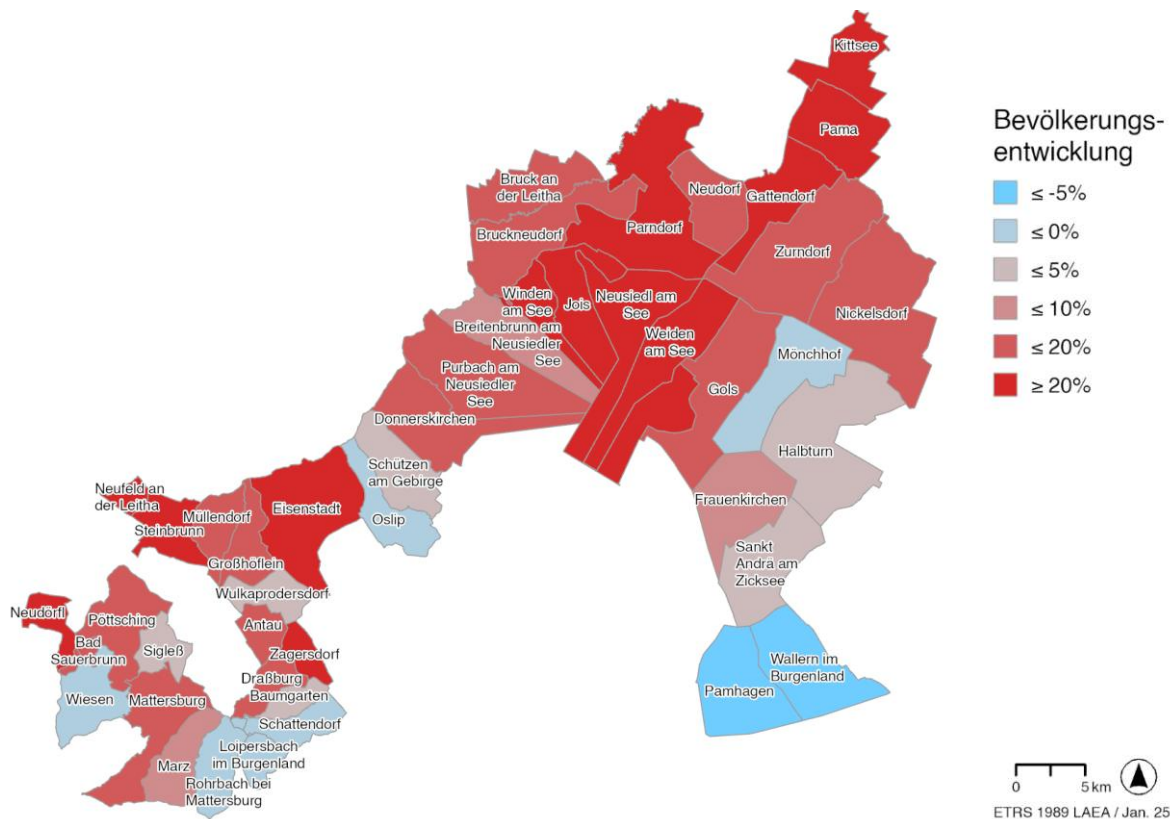 Kittsee
Pama
Bevölkerungs-
entwicklung
≤ -5%
≤ 0%
≤ 5%
≤ 10%
≤ 20%
≥ 20%
Bruck an
der Leitha
Neudorf
Gattendorf
Bruckneudorf
Parndorf
Zurndorf
Winden
am See
Jois
Neusiedl am
See
Nickelsdorf
Breitenbrunn am
Neusiedler
See
Weiden
am See
Mönchhof
Purbach am
Neusiedler
See
Gols
Donnerskirchen
Halbturn
Schützen
am Gebirge
Neufeld an
der Leitha
Müllendorf
Eisenstadt
Frauenkirchen
Steinbrunn
Oslip
Großhöflein
Sankt
Andrä am
Zicksee
Wulkaprodersdorf
Neudörfl
Pöttsching
Antau
Bad
Sauerbrunn
Sigleß
Zagersdorf
Wallern im
Burgenland
Draßburg
Pamhagen
Wiesen
Mattersburg
Baumgarten
Schattendorf
Loipersbach
im Burgenland
Marz
Rohrbach bei
Mattersburg
0 5 km
ETRS 1989 LAEA / Jan. 25